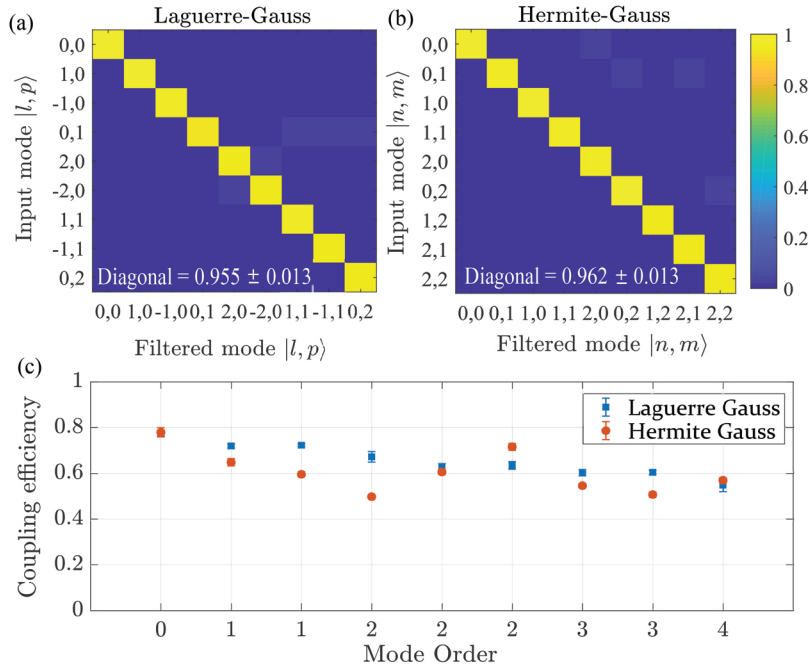 (a) Laguerre-Gauss
Input mode |l, p⟩
0,0
1,0
-1,0
0,1
2,0
-2,0
1,1
-1,1
0,2
Diagonal = 0.955 ± 0.013
0,0 1,0 -1,0 0,1 2,0 -2,0 1,1 -1,1 0,2
Filtered mode |l, p⟩
(b) Hermite-Gauss
Input mode |n, m⟩
0,0
0,1
1,0
1,1
2,0
0,2
1,2
2,1
2,2
Diagonal = 0.962 ± 0.013
0,0 0,1 1,0 1,1 2,0 0,2 1,2 2,1 2,2
Filtered mode |n, m⟩
1
0.8
0.6
0.4
0.2
0
(c)
Coupling efficiency
1
0.8
0.6
0.4
0.2
0
Laguerre Gauss
Hermite Gauss
0 1 1 2 2 2 3 3 4
Mode Order